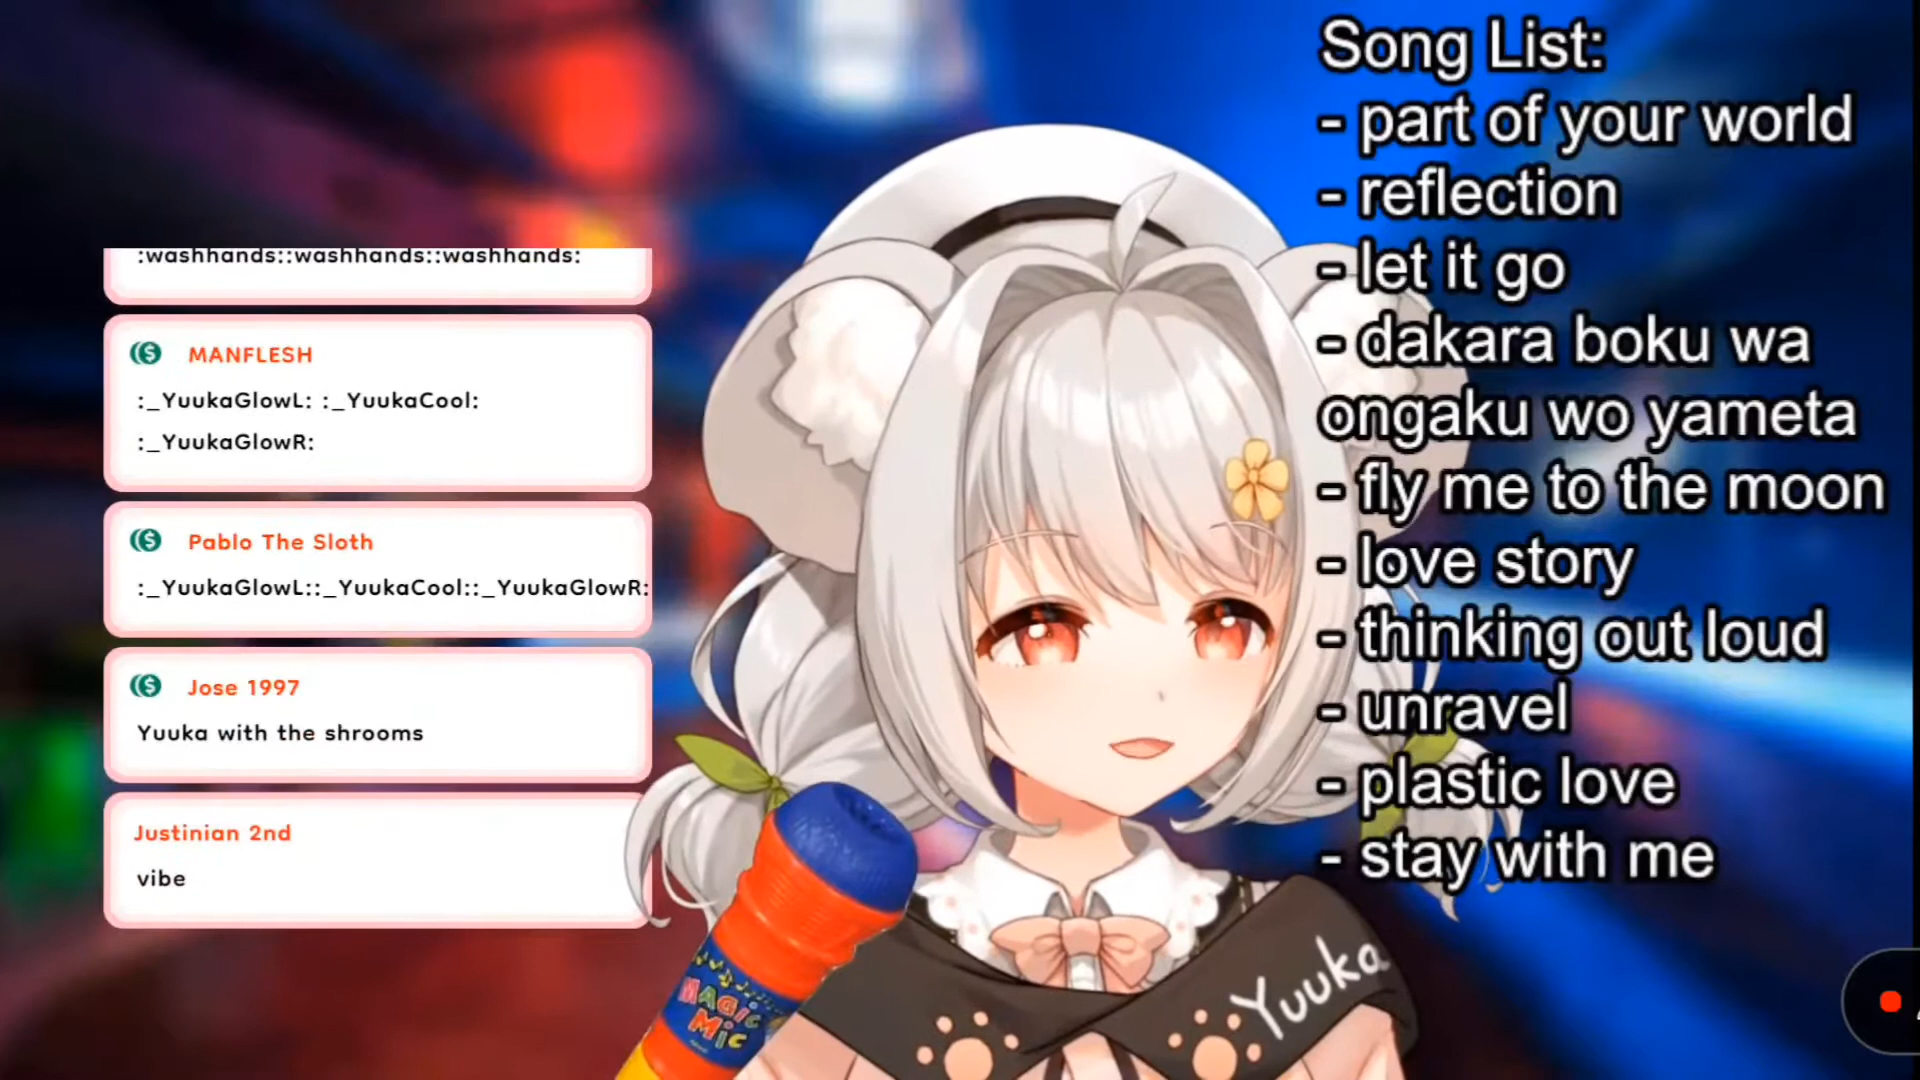 :washhands::washhands::washhands:
MANFLESH
:_YuukaGlowL: :_YuukaCool:
:_YuukaGlowR:
Pablo The Sloth
:_YuukaGlowL::_YuukaCool::_YuukaGlowR:
Jose 1997
Yuuka with the shrooms
Justinian 2nd
vibe
MAGIC
MIC
Yuuka
Song List:
- part of your world
- reflection
- let it go
- dakara boku wa
ongaku wo yameta
- fly me to the moon
- love story
- thinking out loud
- unravel
- plastic love
- stay with me